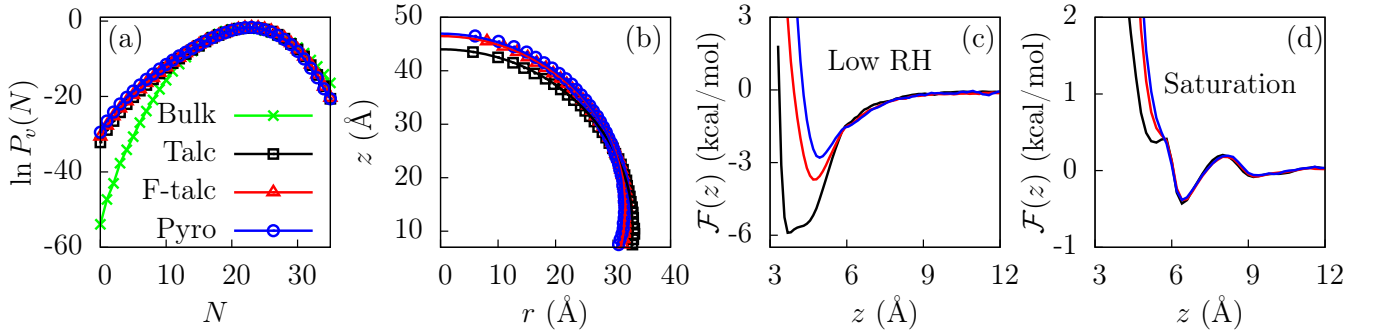 (a)
ln P_v(N)
0
-20
-40
-60
Bulk
Talc
F-talc
Pyro
0 10 20 30
N
(b)
z (Å)
50
40
30
20
10
0 10 20 30 40
r (Å)
(c)
Low RH
F(z) (kcal/mol)
3
0
-3
-6
3 6 9 12
z (Å)
(d)
Saturation
F(z) (kcal/mol)
2
1
0
-1
3 6 9 12
z (Å)